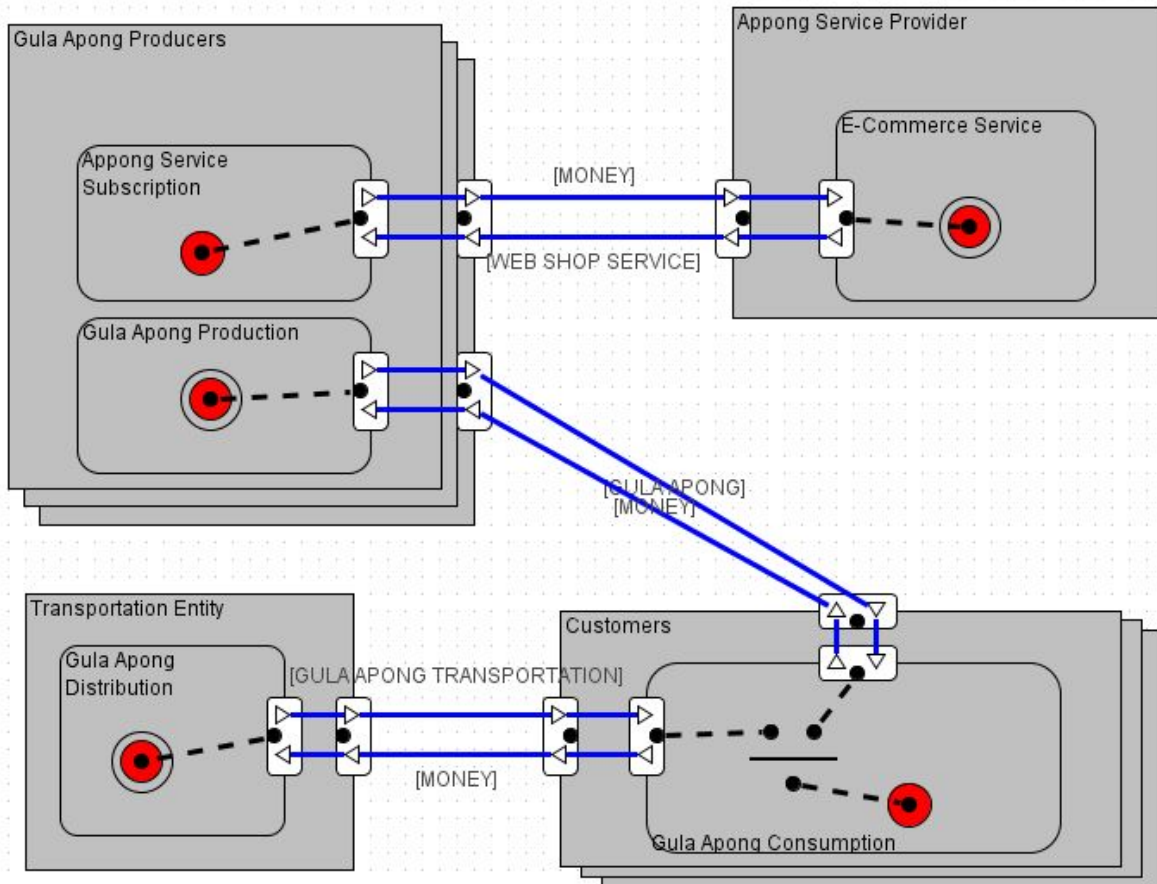 Gula Apong Producers
Appong Service Provider
Appong Service
Subscription
E-Commerce Service
[MONEY]
[WEB SHOP SERVICE]
Gula Apong Production
[GULA APONG]
[MONEY]
Transportation Entity
Customers
Gula Apong
Distribution
[GULA APONG TRANSPORTATION]
[MONEY]
Gula Apong Consumption